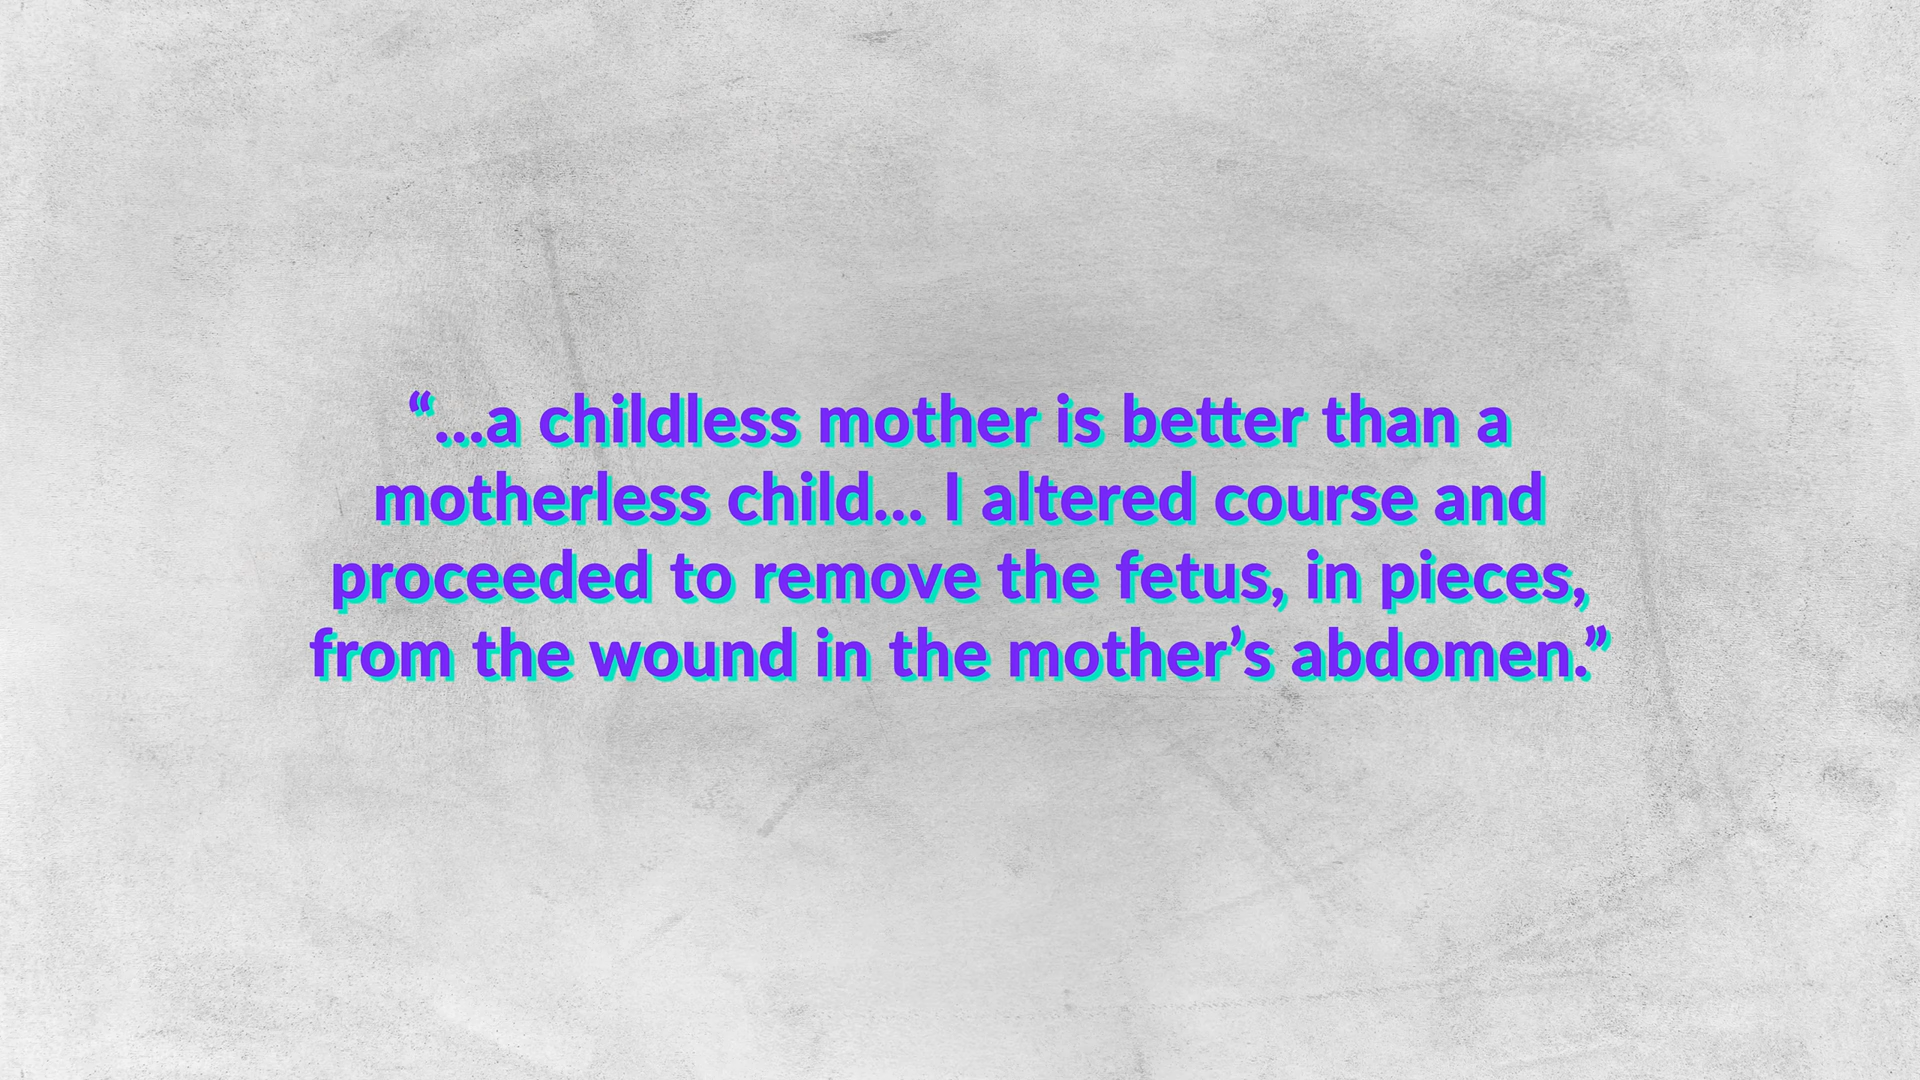 “...a childless mother is better than a
motherless child... I altered course and
proceeded to remove the fetus, in pieces,
from the wound in the mother’s abdomen.”